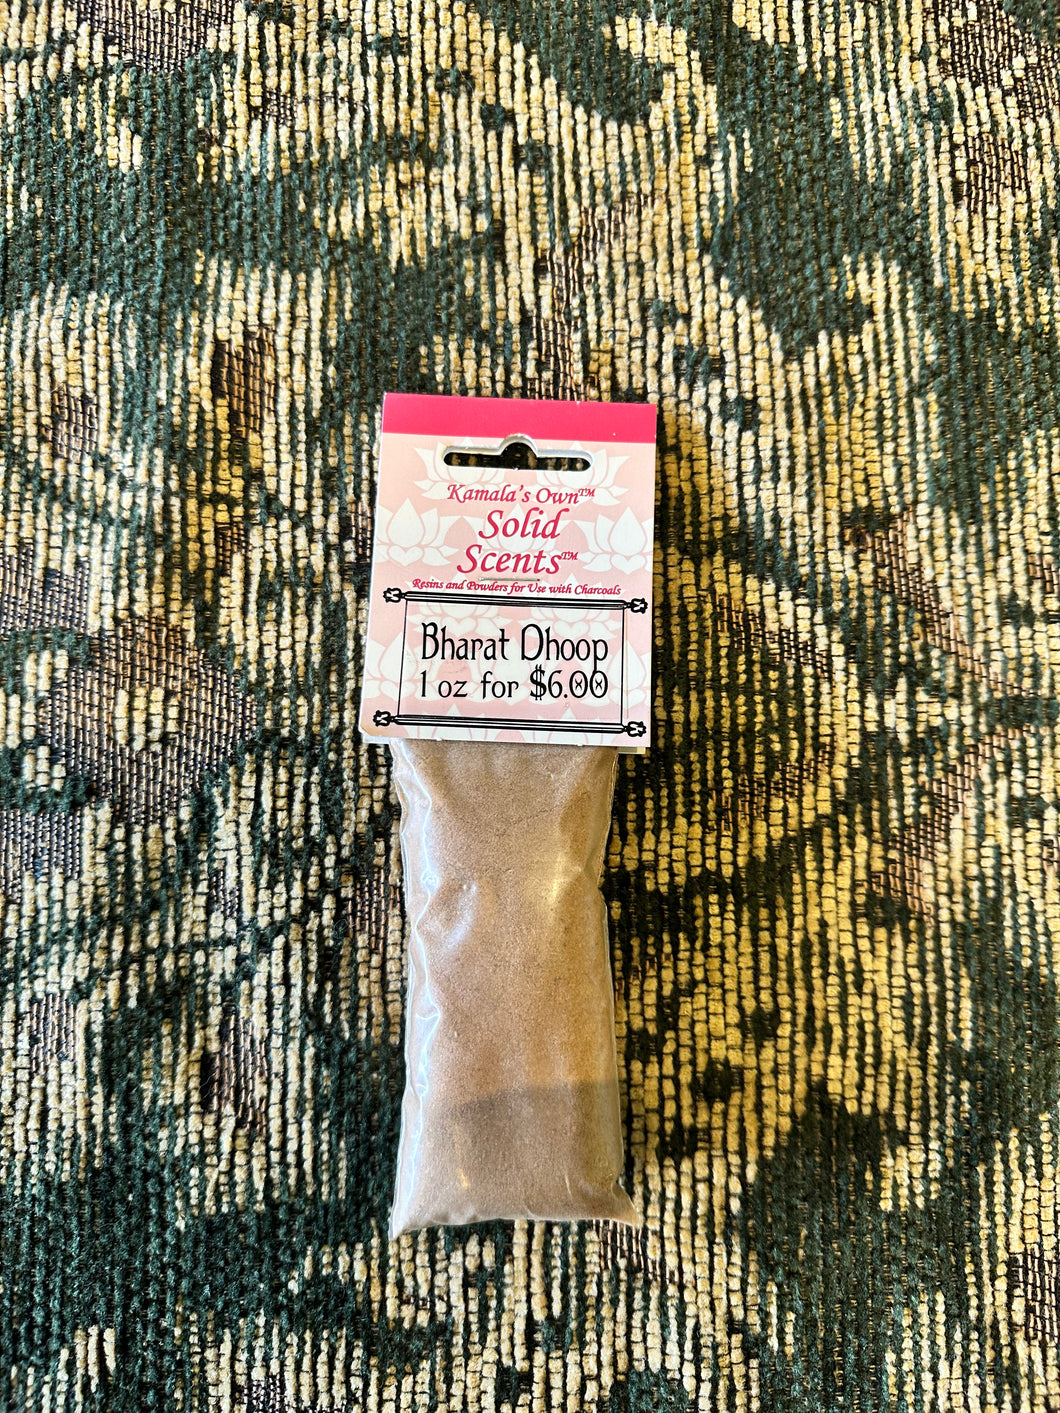 Kamala's Own™
Solid
Scents™
Resins and Powders for Use with Charcoals
Bharat Dhoop
1 oz for $6.00